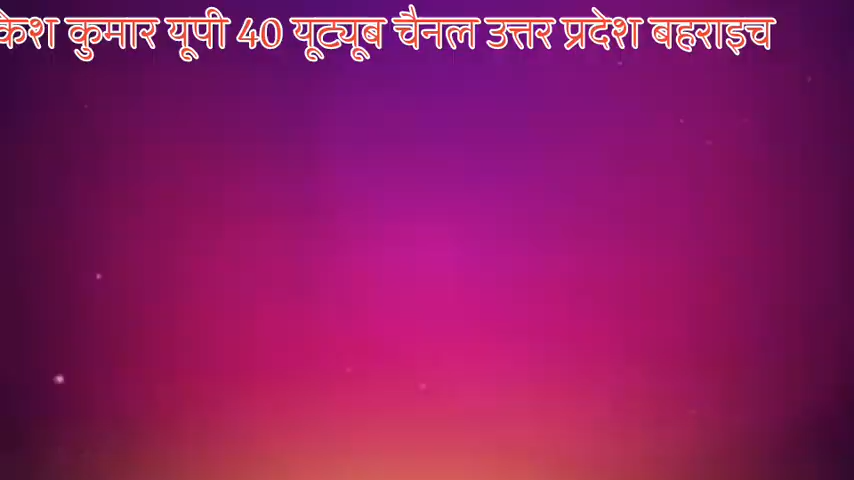 कुमार यूपी 40 यूट्यूब चैनल उत्तर प्रदेश बहराइच